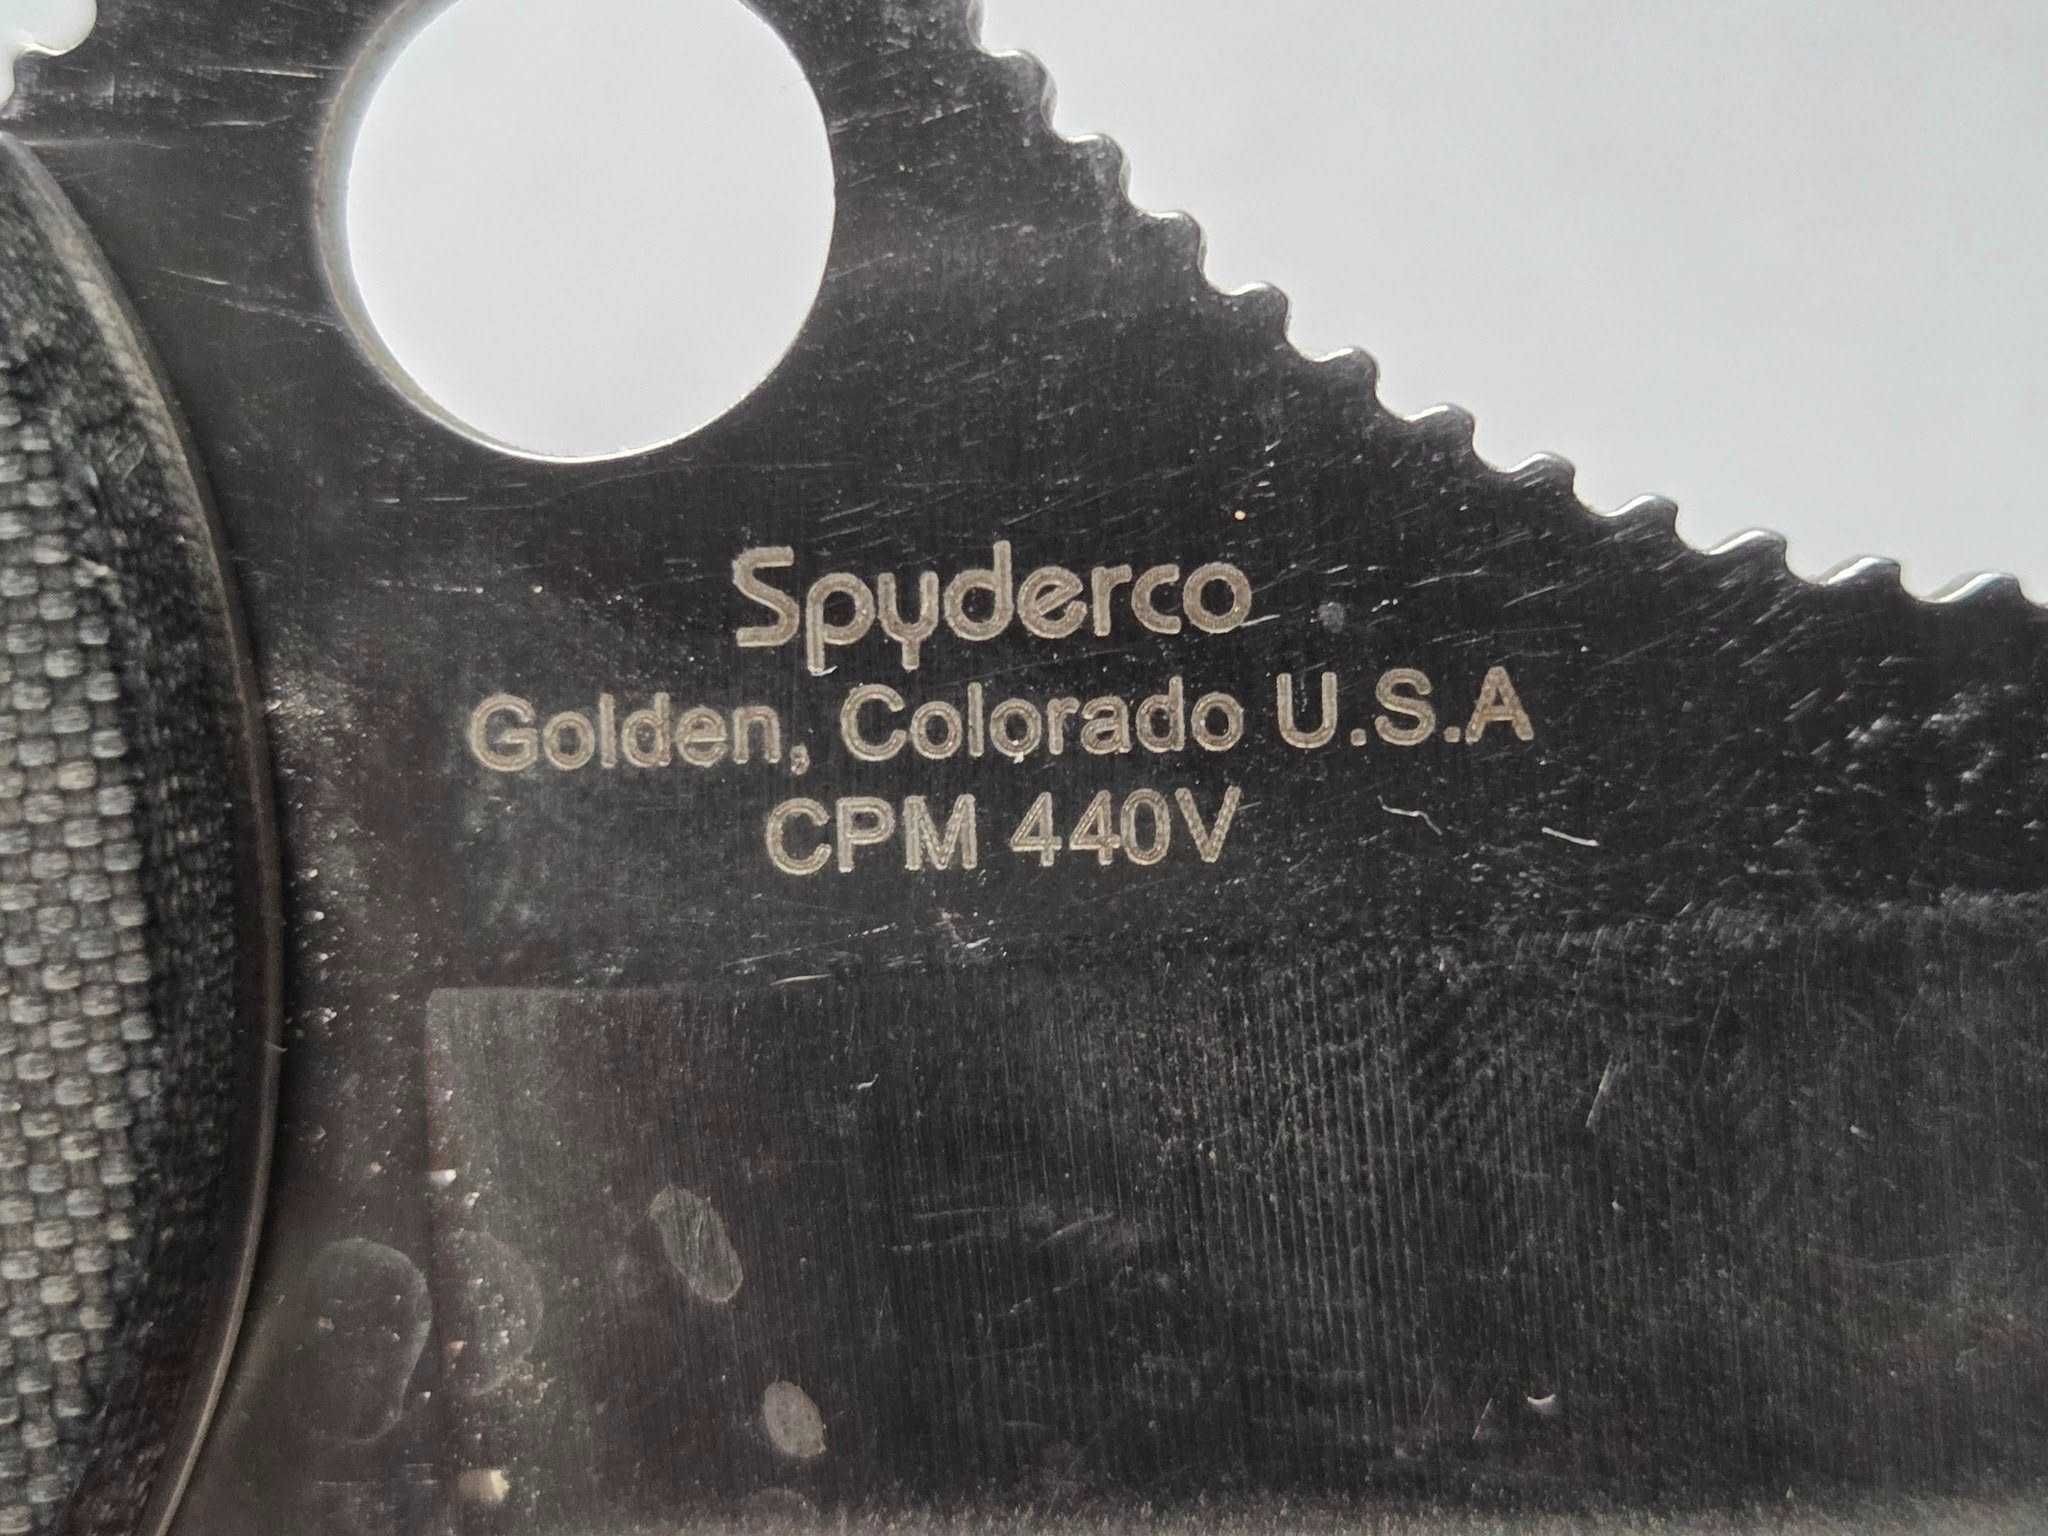 Spyderco
Golden, Colorado U.S.A
CPM 440V